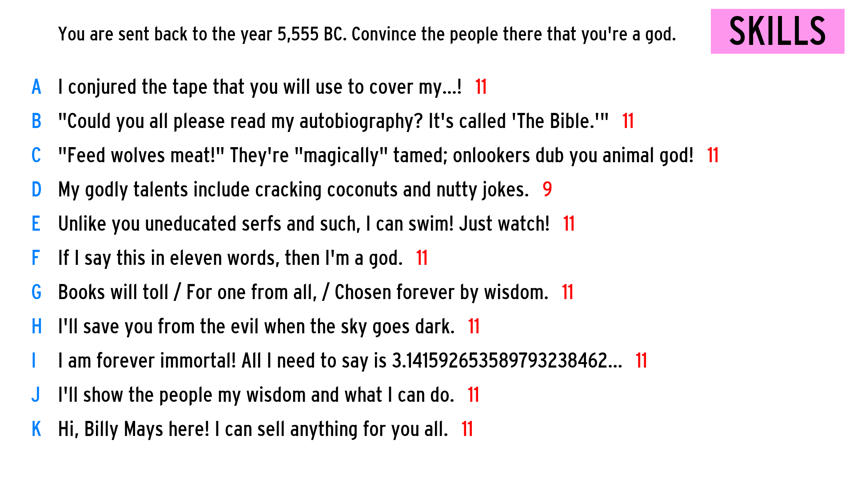 You are sent back to the year 5,555 BC. Convince the people there that you're a god.
SKILLS
A I conjured the tape that you will use to cover my...! 11
B "Could you all please read my autobiography? It's called 'The Bible.'" 11
C "Feed wolves meat!" They're "magically" tamed; onlookers dub you animal god! 11
D My godly talents include cracking coconuts and nutty jokes. 9
E Unlike you uneducated serfs and such, I can swim! Just watch! 11
F If I say this in eleven words, then I'm a god. 11
G Books will toll / For one from all, / Chosen forever by wisdom. 11
H I'll save you from the evil when the sky goes dark. 11
I I am forever immortal! All I need to say is 3.141592653589793238462... 11
J I'll show the people my wisdom and what I can do. 11
K Hi, Billy Mays here! I can sell anything for you all. 11